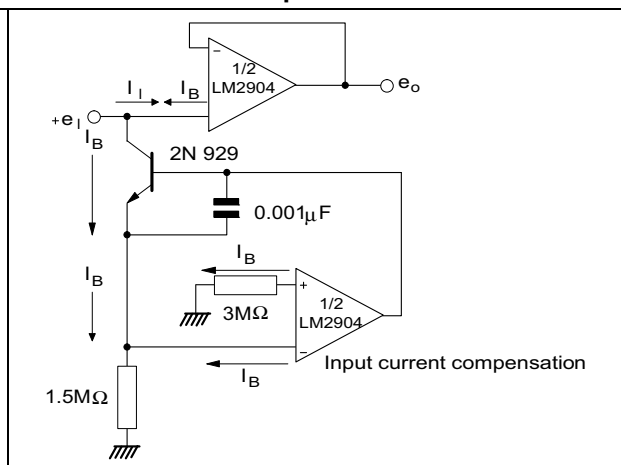 −
1/2
LM2904
e₀
I_I
I_B
+e_I
I_B
2N 929
0.001μF
I_B
I_B
+
1/2
LM2904
3MΩ
−
Input current compensation
I_B
1.5MΩ